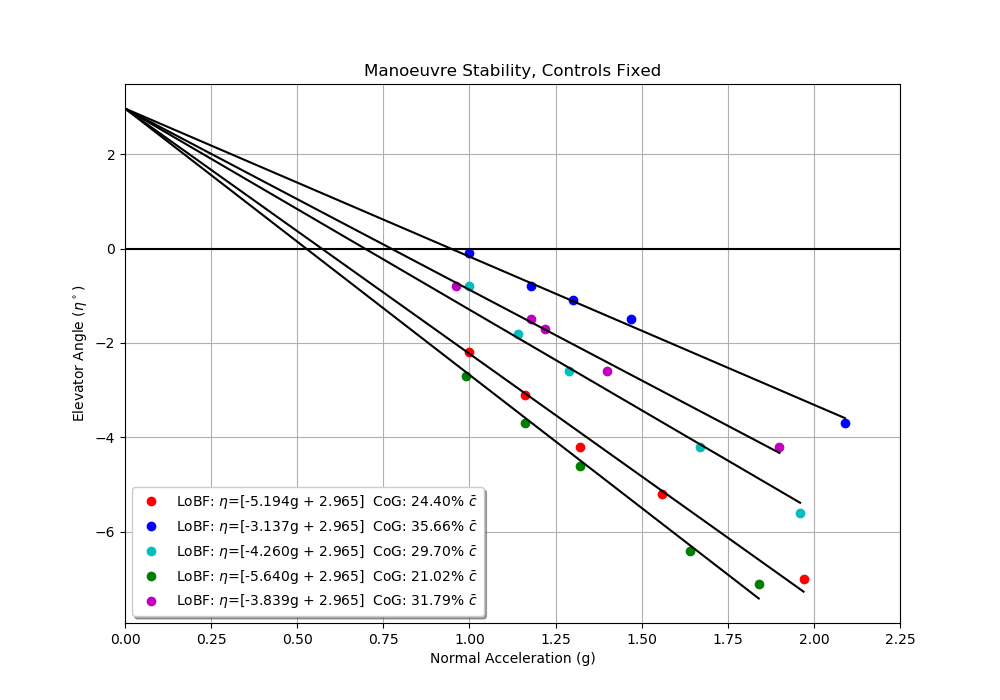 Manoeuvre Stability, Controls Fixed
Elevator Angle (η°)
2
0
−2
−4
−6
LoBF: η=[-5.194g + 2.965]  CoG: 24.40% c̄
LoBF: η=[-3.137g + 2.965]  CoG: 35.66% c̄
LoBF: η=[-4.260g + 2.965]  CoG: 29.70% c̄
LoBF: η=[-5.640g + 2.965]  CoG: 21.02% c̄
LoBF: η=[-3.839g + 2.965]  CoG: 31.79% c̄
0.00 0.25 0.50 0.75 1.00 1.25 1.50 1.75 2.00 2.25
Normal Acceleration (g)